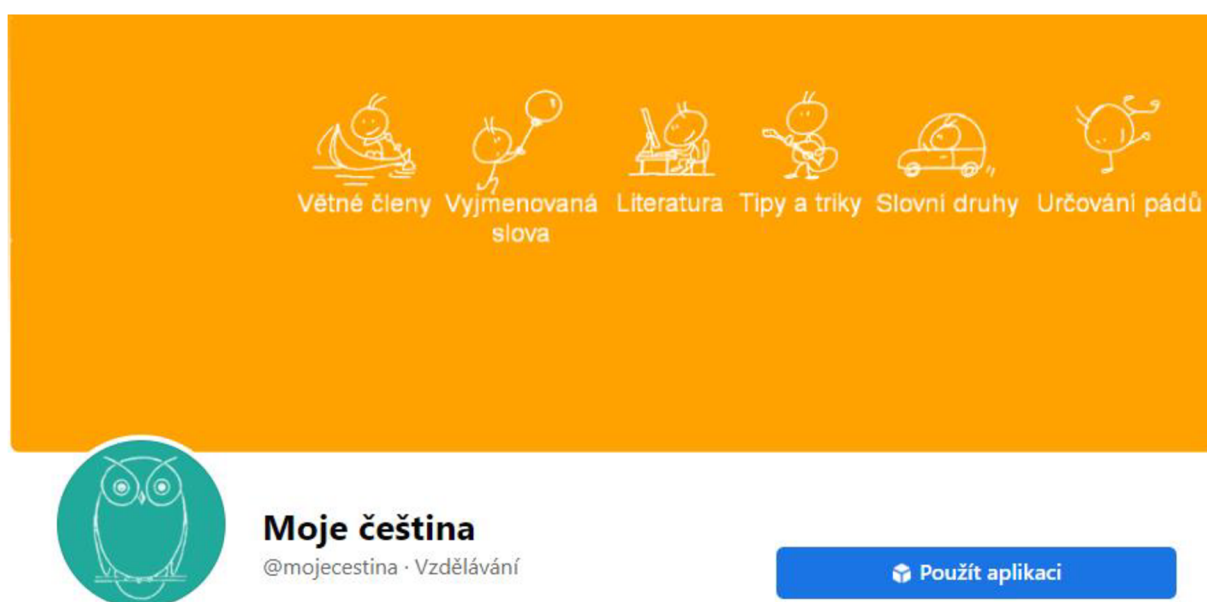 Větné členy Vyjmenovaná slova Literatura Tipy a triky Slovní druhy Určování pádů
Moje čeština
@mojecestina · Vzdělávání
Použít aplikaci